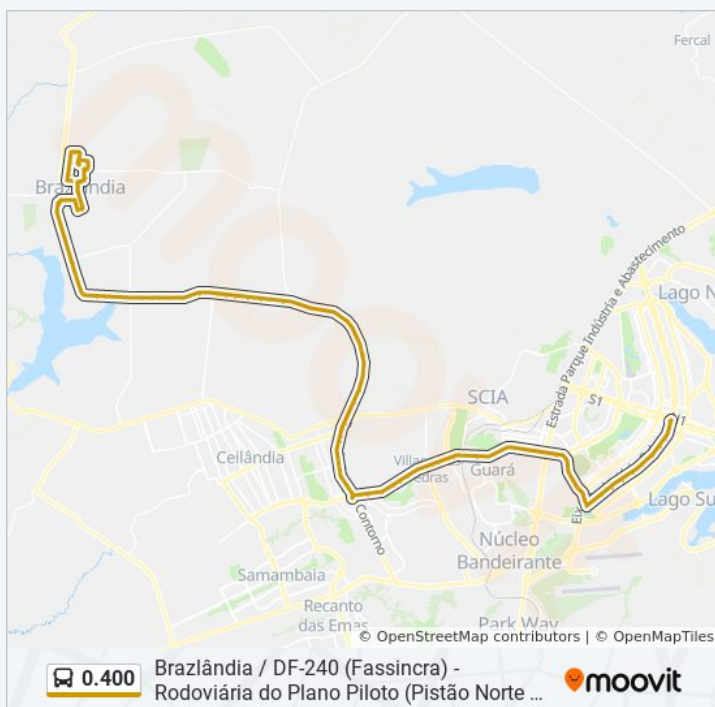 Fercal
Brazlândia
Estrada Parque Indústria e Abastecimento
Lago N
SCIA
S1
Ceilândia
Guará
Contorno
Lago Su
Núcleo
Bandeirante
Samambaia
Recanto
das Emas
Park Way
© OpenStreetMap contributors | © OpenMapTiles
0.400
Brazlândia / DF-240 (Fassincra) -
Rodoviária do Plano Piloto (Pistão Norte ...
moovit